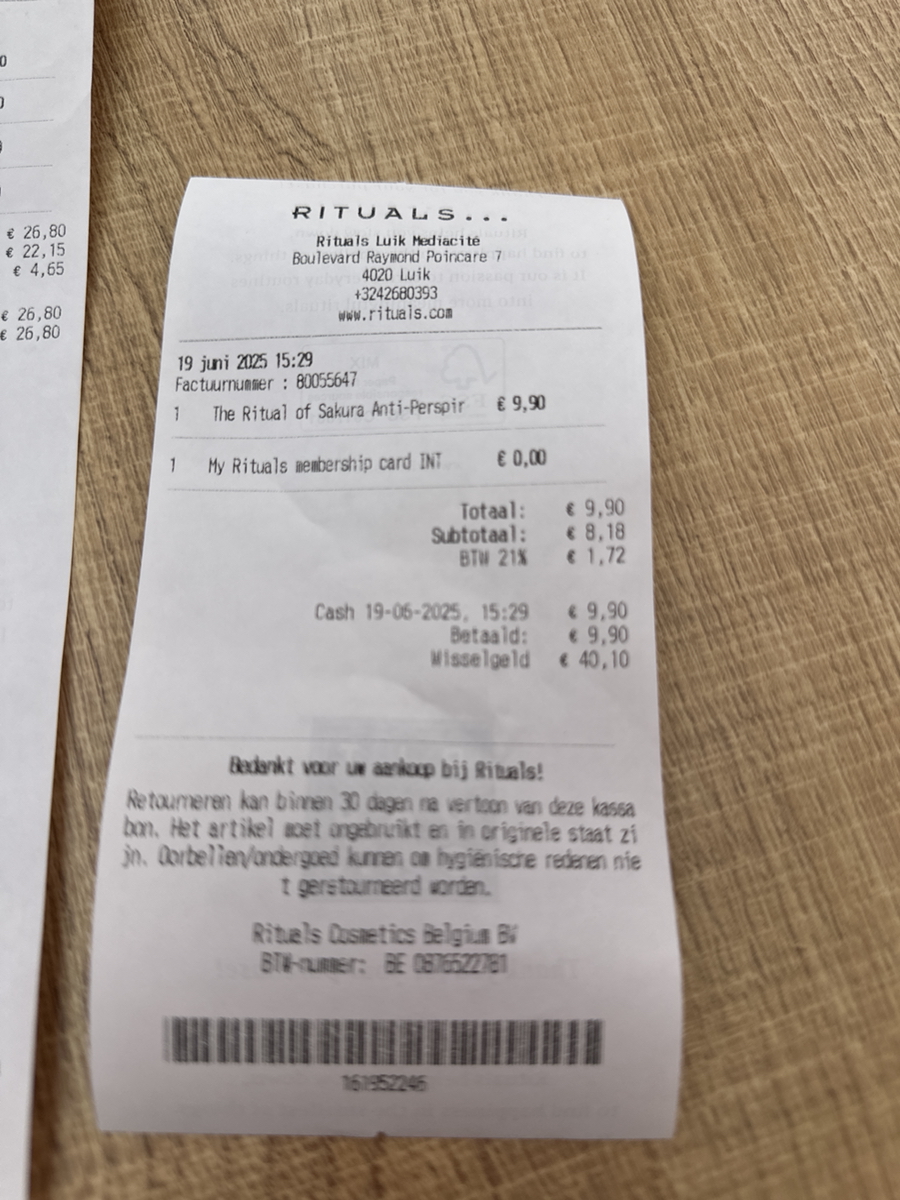 € 26,80
€ 22,15
€ 4,65
€ 26,80
€ 26,80
RITUALS...
Rituals Luik Mediacité
Boulevard Raymond Poincare 7
4020 Luik
+3242680393
www.rituals.com
19 juni 2025 15:29
Factuurnummer : 80055647
1 The Ritual of Sakura Anti-Perspir € 9,90
1 My Rituals membership card INT € 0,00
Totaal: € 9,90
Subtotaal: € 8,18
BTW 21% € 1,72
Cash 19-06-2025, 15:29 € 9,90
Betaald: € 9,90
Wisselgeld € 40,10
Bedankt voor uw aankoop bij Rituals!
Retourneren kan binnen 30 dagen na vertoon van deze kassa
bon. Het artikel moet ongebruikt en in originele staat zi
jn. Oorbellen/ondergoed kunnen om hygiënische redenen nie
t geretourneerd worden.
Rituals Cosmetics Belgium BV
BTW-nummer: BE 0876522781
161952246